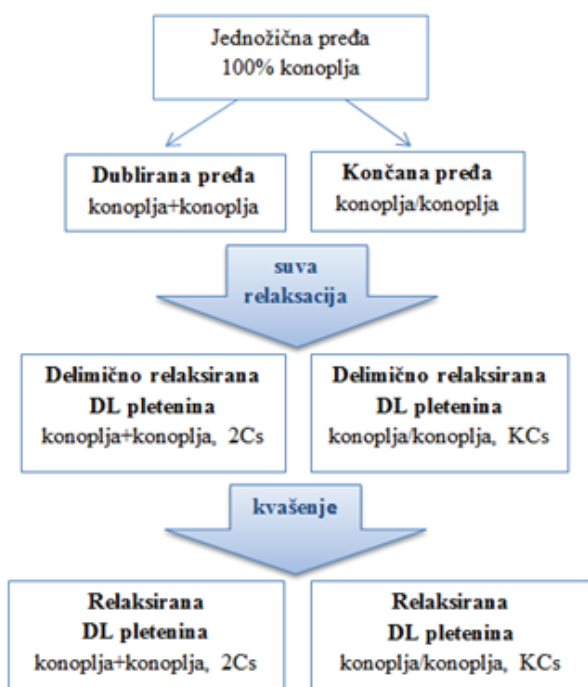 Jednožična pređa
100% konoplja
Dublirana pređa
konoplja+konoplja
Končana pređa
konoplja/konoplja
suva
relaksacija
Delimično relaksirana
DL pletenina
konoplja+konoplja, 2Cs
Delimično relaksirana
DL pletenina
konoplja/konoplja, KCs
kvašenje
Relaksirana
DL pletenina
konoplja+konoplja, 2Cs
Relaksirana
DL pletenina
konoplja/konoplja, KCs